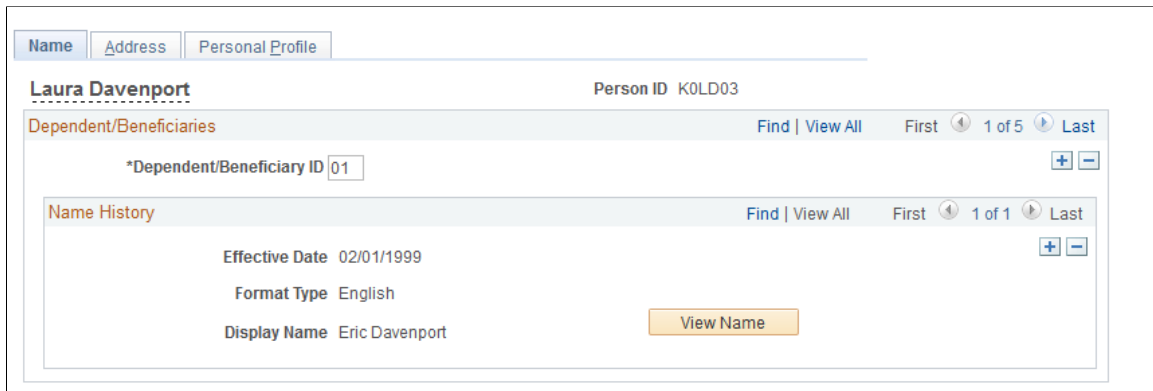 Name Address Personal Profile
Laura Davenport Person ID K0LD03
Dependent/Beneficiaries Find | View All First 1 of 5 Last
*Dependent/Beneficiary ID 01
Name History Find | View All First 1 of 1 Last
Effective Date 02/01/1999
Format Type English
Display Name Eric Davenport View Name